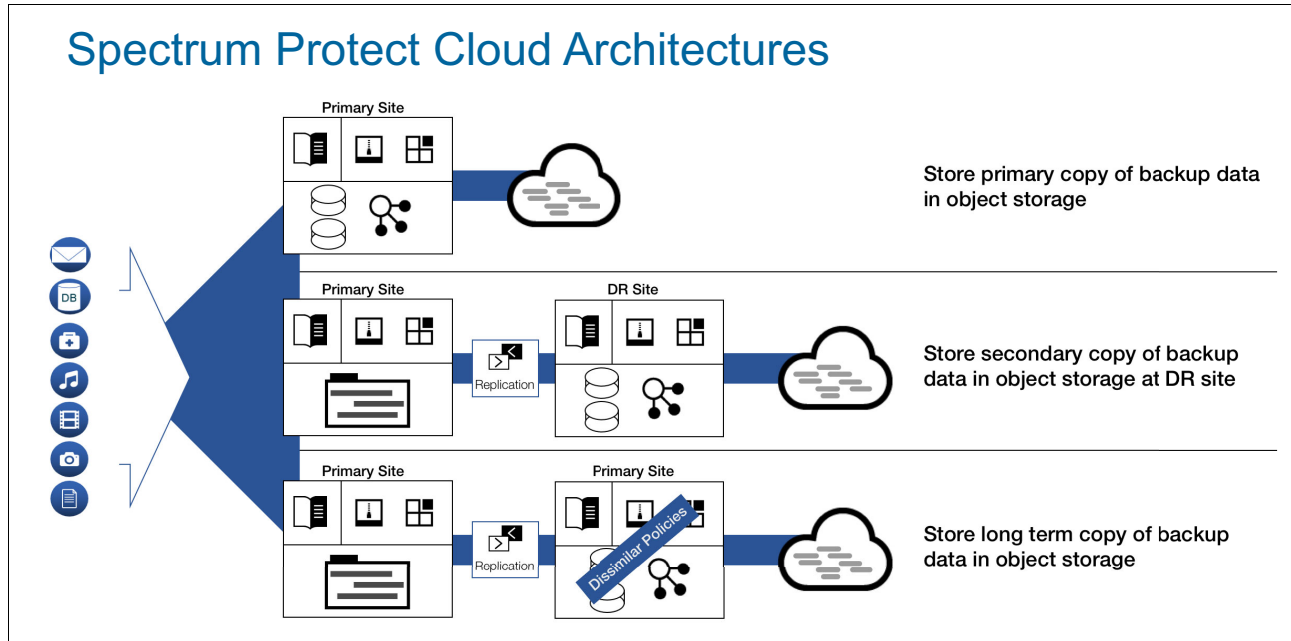 Spectrum Protect Cloud Architectures
Primary Site
Store primary copy of backup data
in object storage
DB
Primary Site
DR Site
Replication
Store secondary copy of backup
data in object storage at DR site
Primary Site
Primary Site
Replication
Dissimilar Policies
Store long term copy of backup
data in object storage